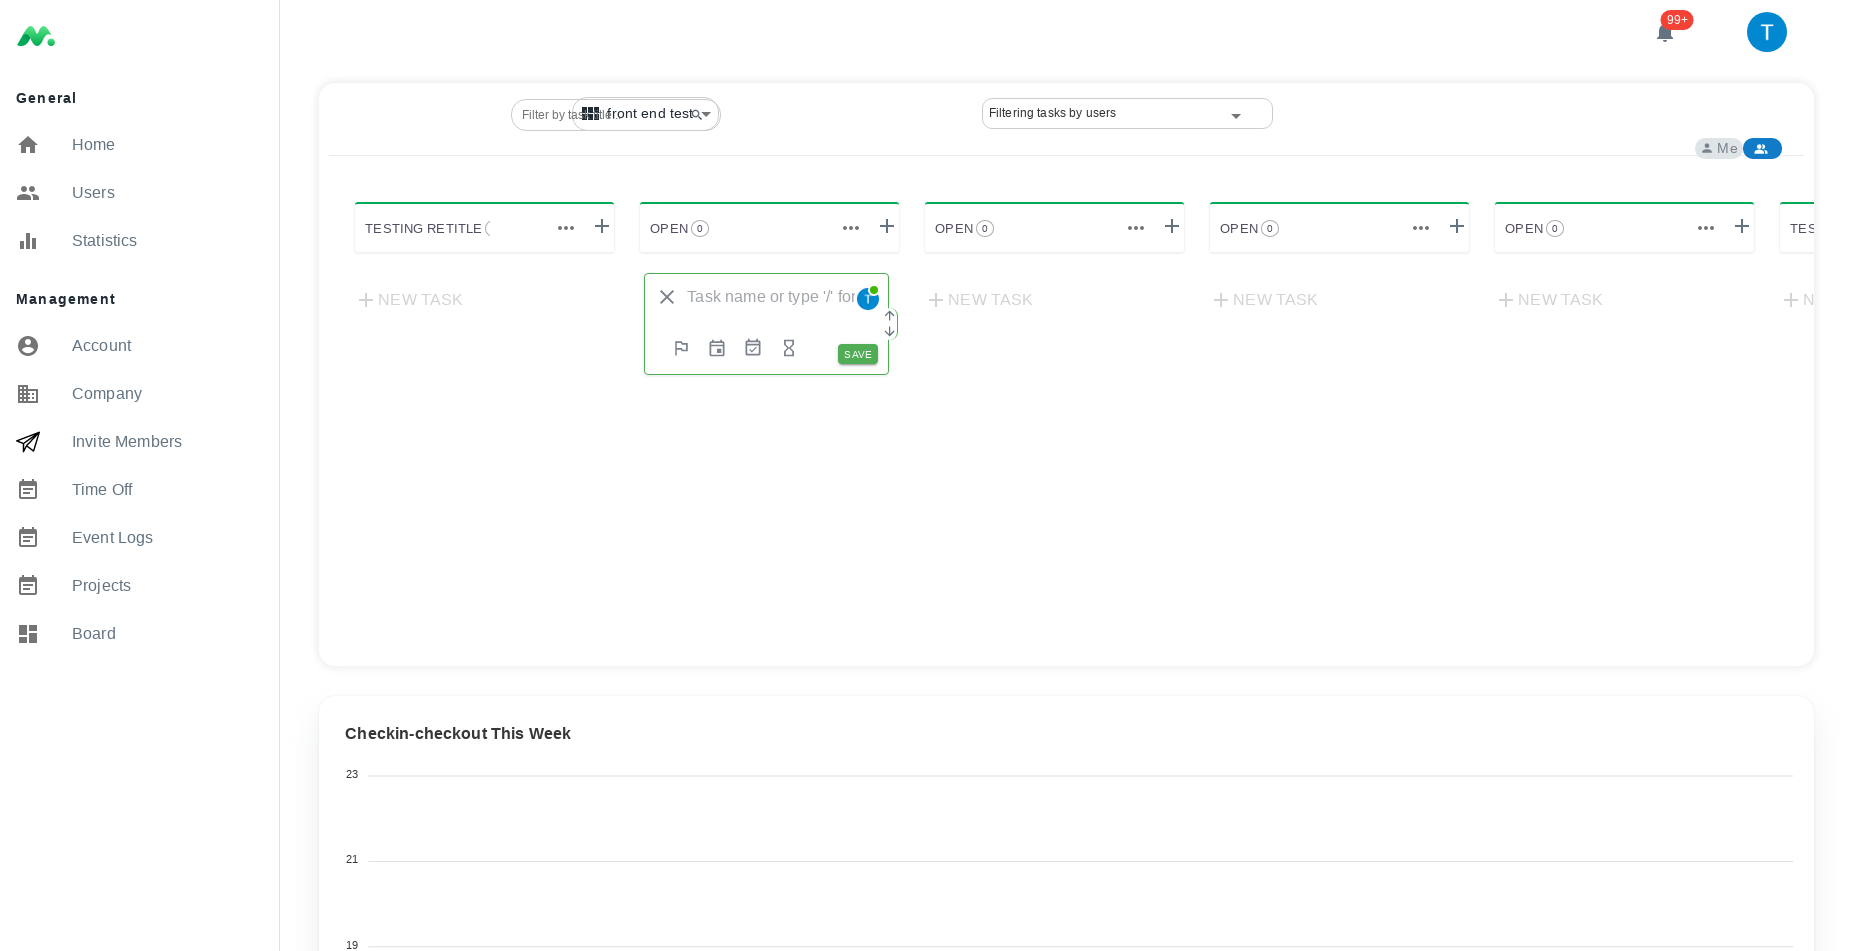 General
Home
Users
Statistics
Management
Account
Company
Invite Members
Time Off
Event Logs
Projects
Board
99+
T
Filter by task
front end test
Filtering tasks by users
Me
TESTING RETITLE
OPEN 0
OPEN 0
OPEN 0
OPEN 0
TES
NEW TASK
Task name or type '/' for
T
SAVE
NEW TASK
NEW TASK
NEW TASK
N
Checkin-checkout This Week
23
21
19